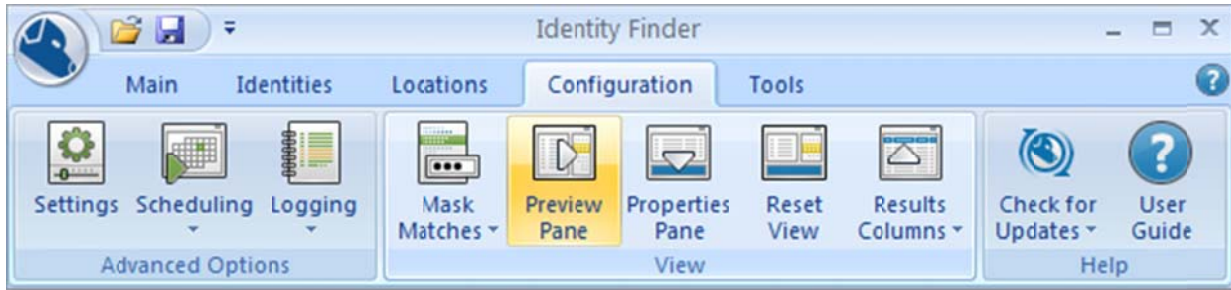 Identity Finder
Main Identities Locations Configuration Tools
Settings Scheduling Logging Mask Matches Preview Pane Properties Pane Reset View Results Columns Check for Updates User Guide
Advanced Options View Help